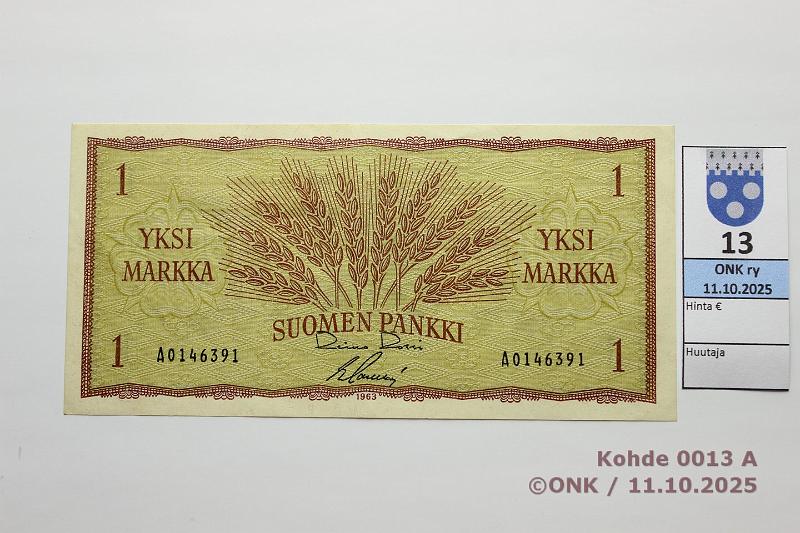 1 1
YKSI MARKKA
YKSI MARKKA
SUOMEN PANKKI
1 A0146391 A0146391 1
1963
13
ONK ry
11.10.2025
Hinta €
Huutaja
Kohde 0013 A
©ONK / 11.10.2025